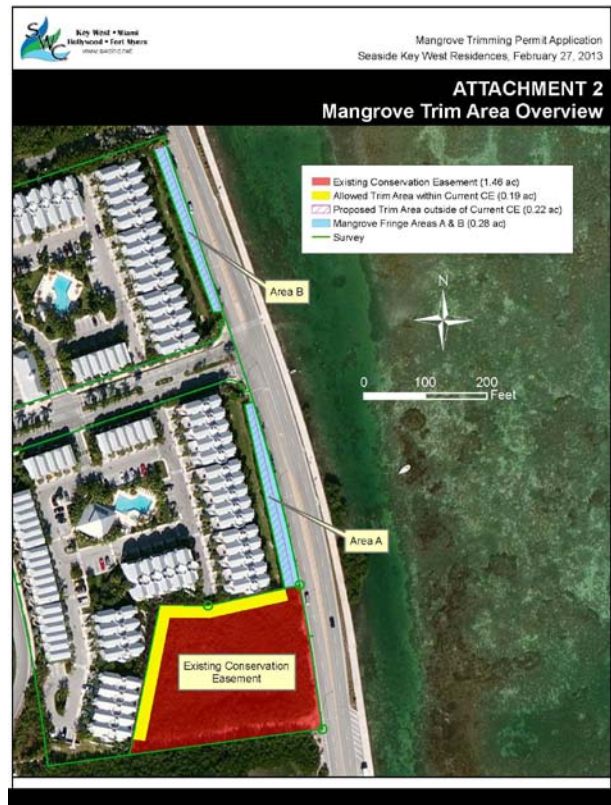 SWC
Key West • Miami
Hollywood • Fort Myers
Mangrove Trimming Permit Application
Seaside Key West Residences, February 27, 2013
ATTACHMENT 2
Mangrove Trim Area Overview
Existing Conservation Easement (1.46 ac)
Allowed Trim Area within Current CE (0.19 ac)
Proposed Trim Area outside of Current CE (0.22 ac)
Mangrove Fringe Areas A & B (0.28 ac)
Survey
Area B
N
0 100 200
Feet
Area A
Existing Conservation
Easement